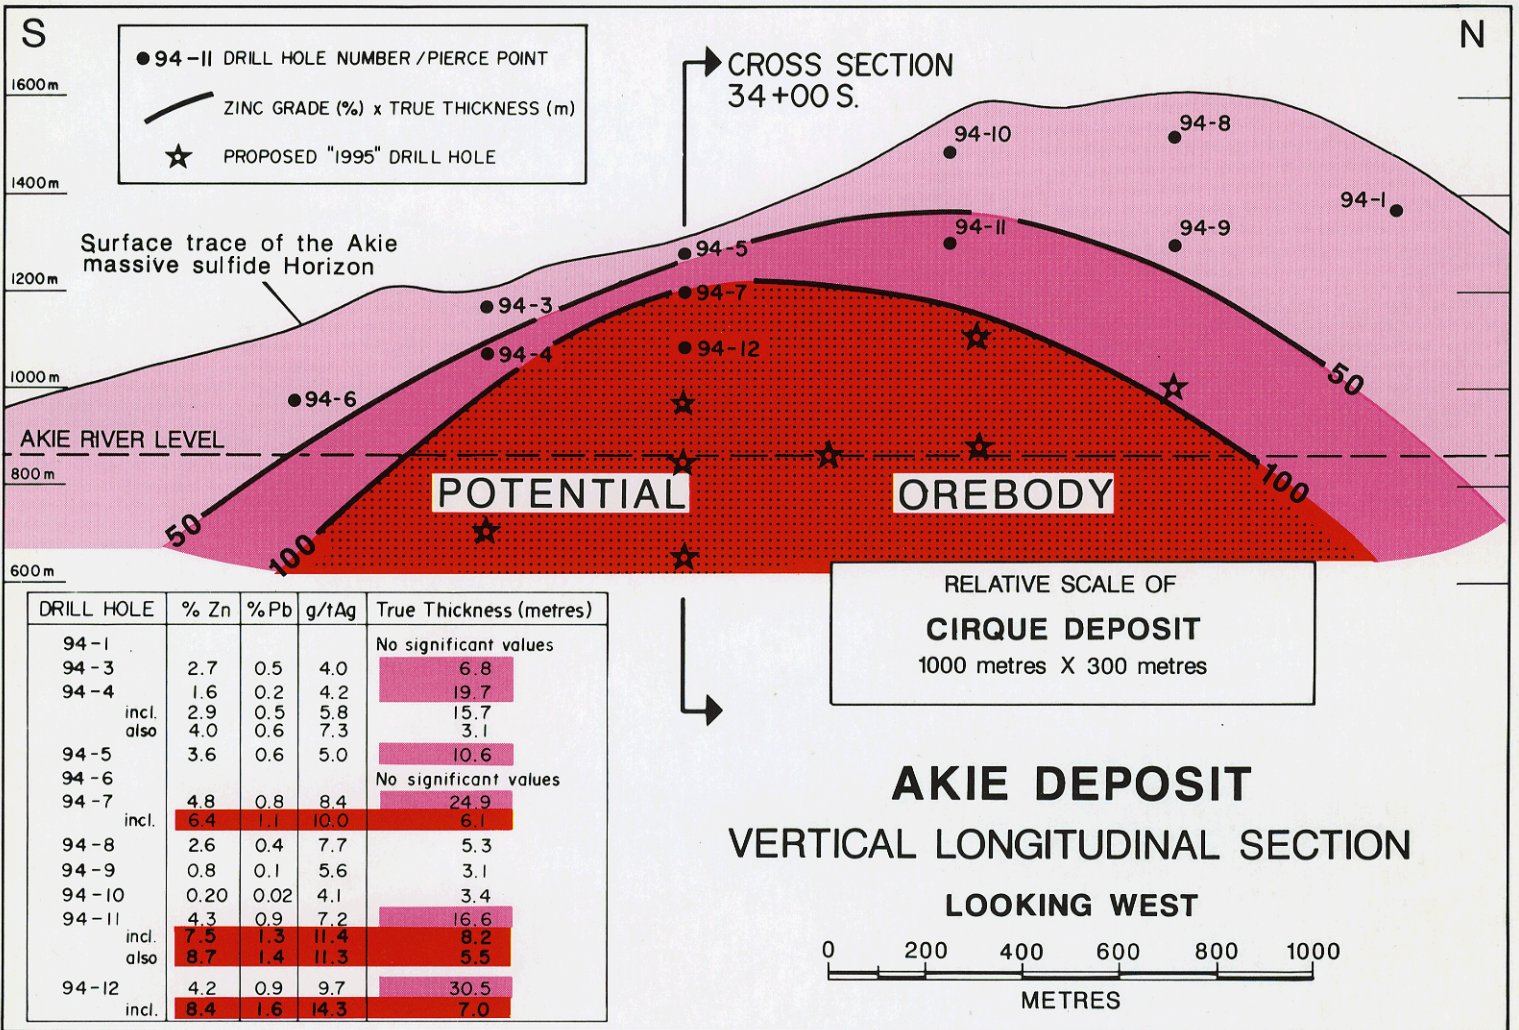 S
N
94-11 DRILL HOLE NUMBER / PIERCE POINT
ZINC GRADE (%) x TRUE THICKNESS (m)
PROPOSED "1995" DRILL HOLE
CROSS SECTION
34+00 S.
1600m
1400m
1200m
1000m
800m
600m
Surface trace of the Akie
massive sulfide Horizon
94-10
94-8
94-1
94-11
94-9
94-5
94-3
94-7
94-4
94-12
94-6
AKIE RIVER LEVEL
50
100
50
100
POTENTIAL OREBODY
RELATIVE SCALE OF
CIRQUE DEPOSIT
1000 metres X 300 metres
DRILL HOLE % Zn % Pb g/tAg True Thickness (metres)
94-1 No significant values
94-3 2.7 0.5 4.0 6.8
94-4 1.6 0.2 4.2 19.7
incl. 2.9 0.5 5.8 15.7
also 4.0 0.6 7.3 3.1
94-5 3.6 0.6 5.0 10.6
94-6 No significant values
94-7 4.8 0.8 8.4 24.9
incl. 6.4 1.1 10.0 6.1
94-8 2.6 0.4 7.7 5.3
94-9 0.8 0.1 5.6 3.1
94-10 0.20 0.02 4.1 3.4
94-11 4.3 0.9 7.2 16.6
incl. 7.5 1.3 11.4 8.2
also 8.7 1.4 11.3 5.5
94-12 4.2 0.9 9.7 30.5
incl. 8.4 1.6 14.3 7.0
AKIE DEPOSIT
VERTICAL LONGITUDINAL SECTION
LOOKING WEST
0 200 400 600 800 1000
METRES